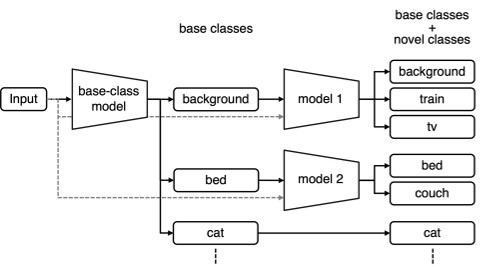 base classes
base classes
+
novel classes
Input
base-class
model
background
model 1
background
train
tv
bed
model 2
bed
couch
cat
cat